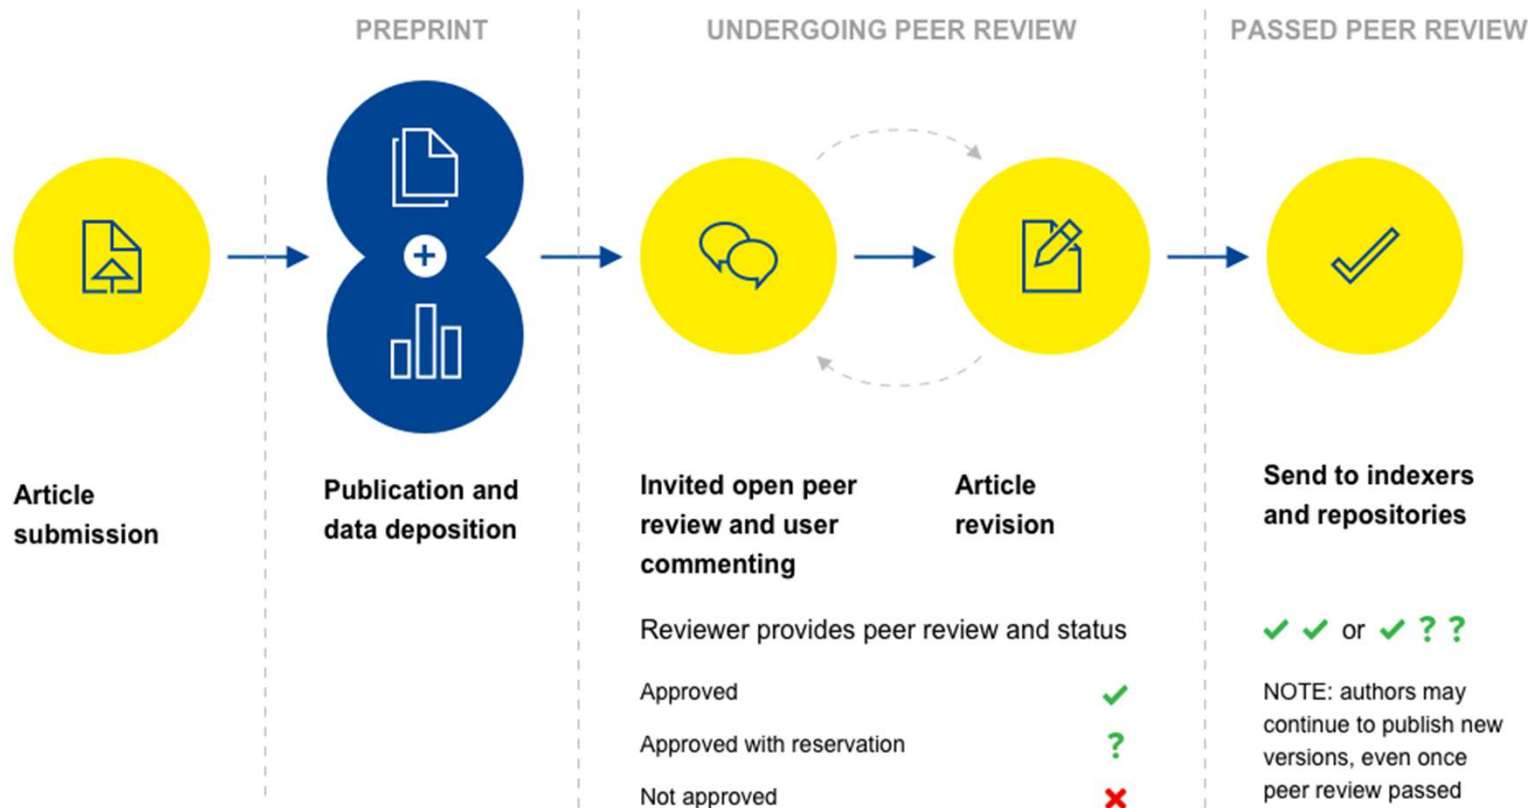 PREPRINT
UNDERGOING PEER REVIEW
PASSED PEER REVIEW
Article
submission
Publication and
data deposition
Invited open peer
review and user
commenting
Article
revision
Send to indexers
and repositories
Reviewer provides peer review and status
Approved ✓
Approved with reservation ?
Not approved ✗
✓ ✓ or ✓ ? ?
NOTE: authors may
continue to publish new
versions, even once
peer review passed